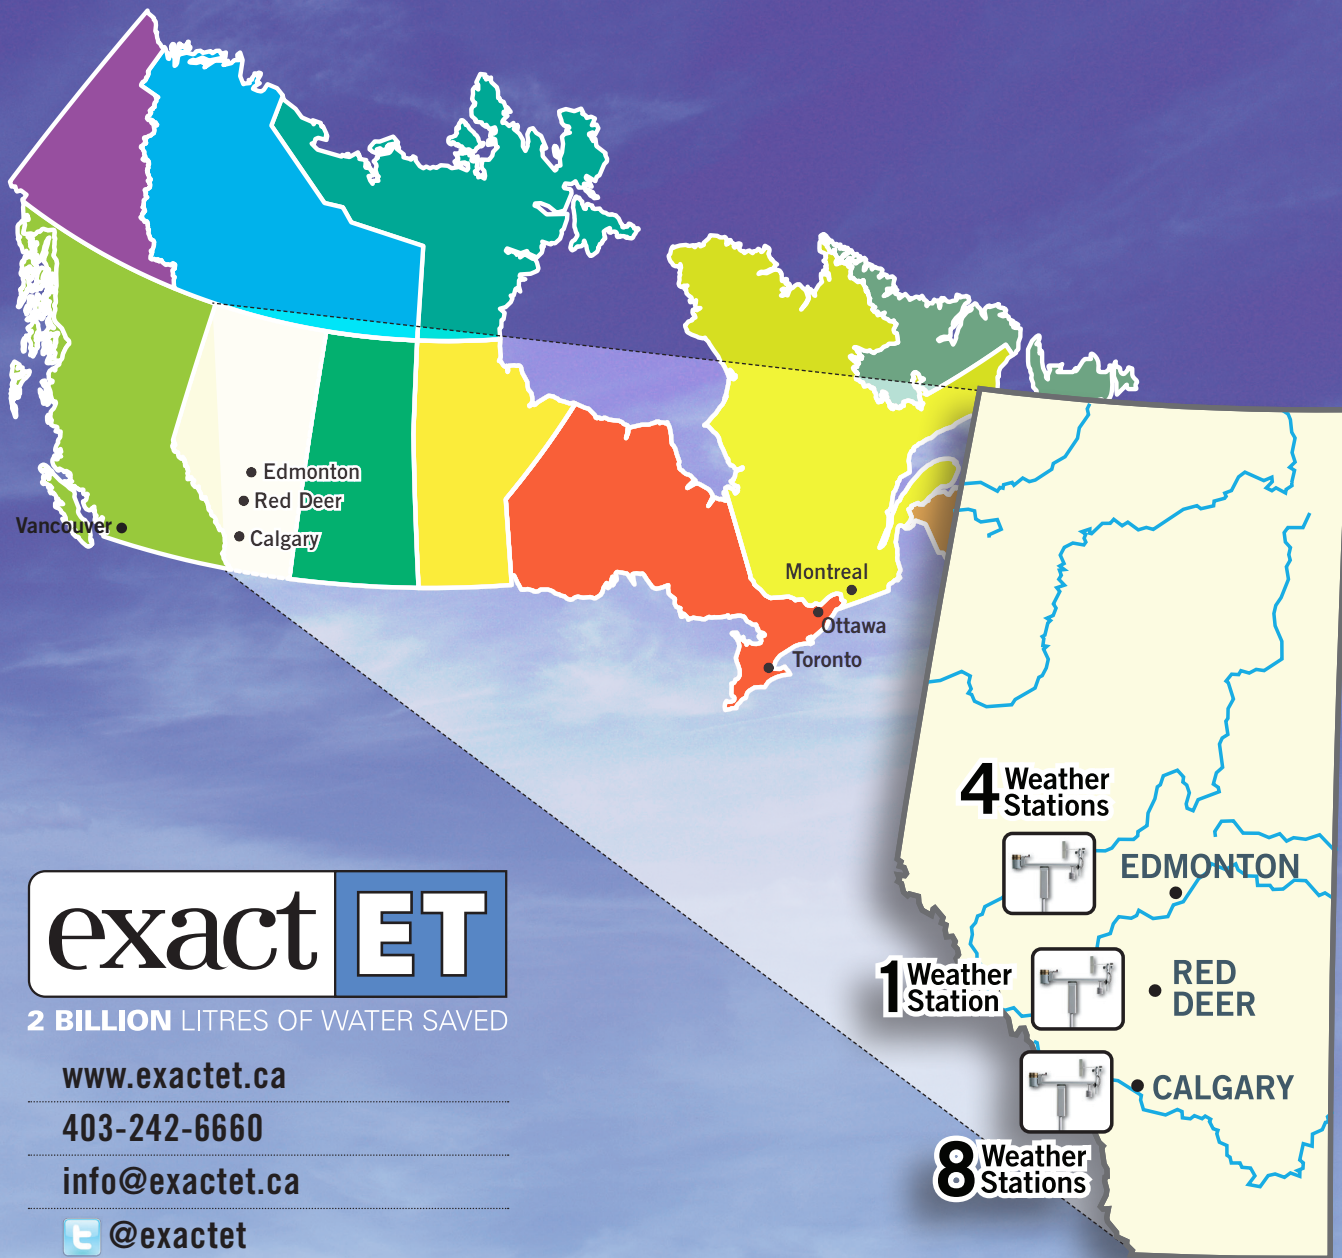 Edmonton
Red Deer
Vancouver
Calgary
Montreal
Ottawa
Toronto
4 Weather
Stations
EDMONTON
1 Weather
Station
RED
DEER
CALGARY
8 Weather
Stations
exact ET
2 BILLION LITRES OF WATER SAVED
www.exactet.ca
403-242-6660
info@exactet.ca
t @exactet